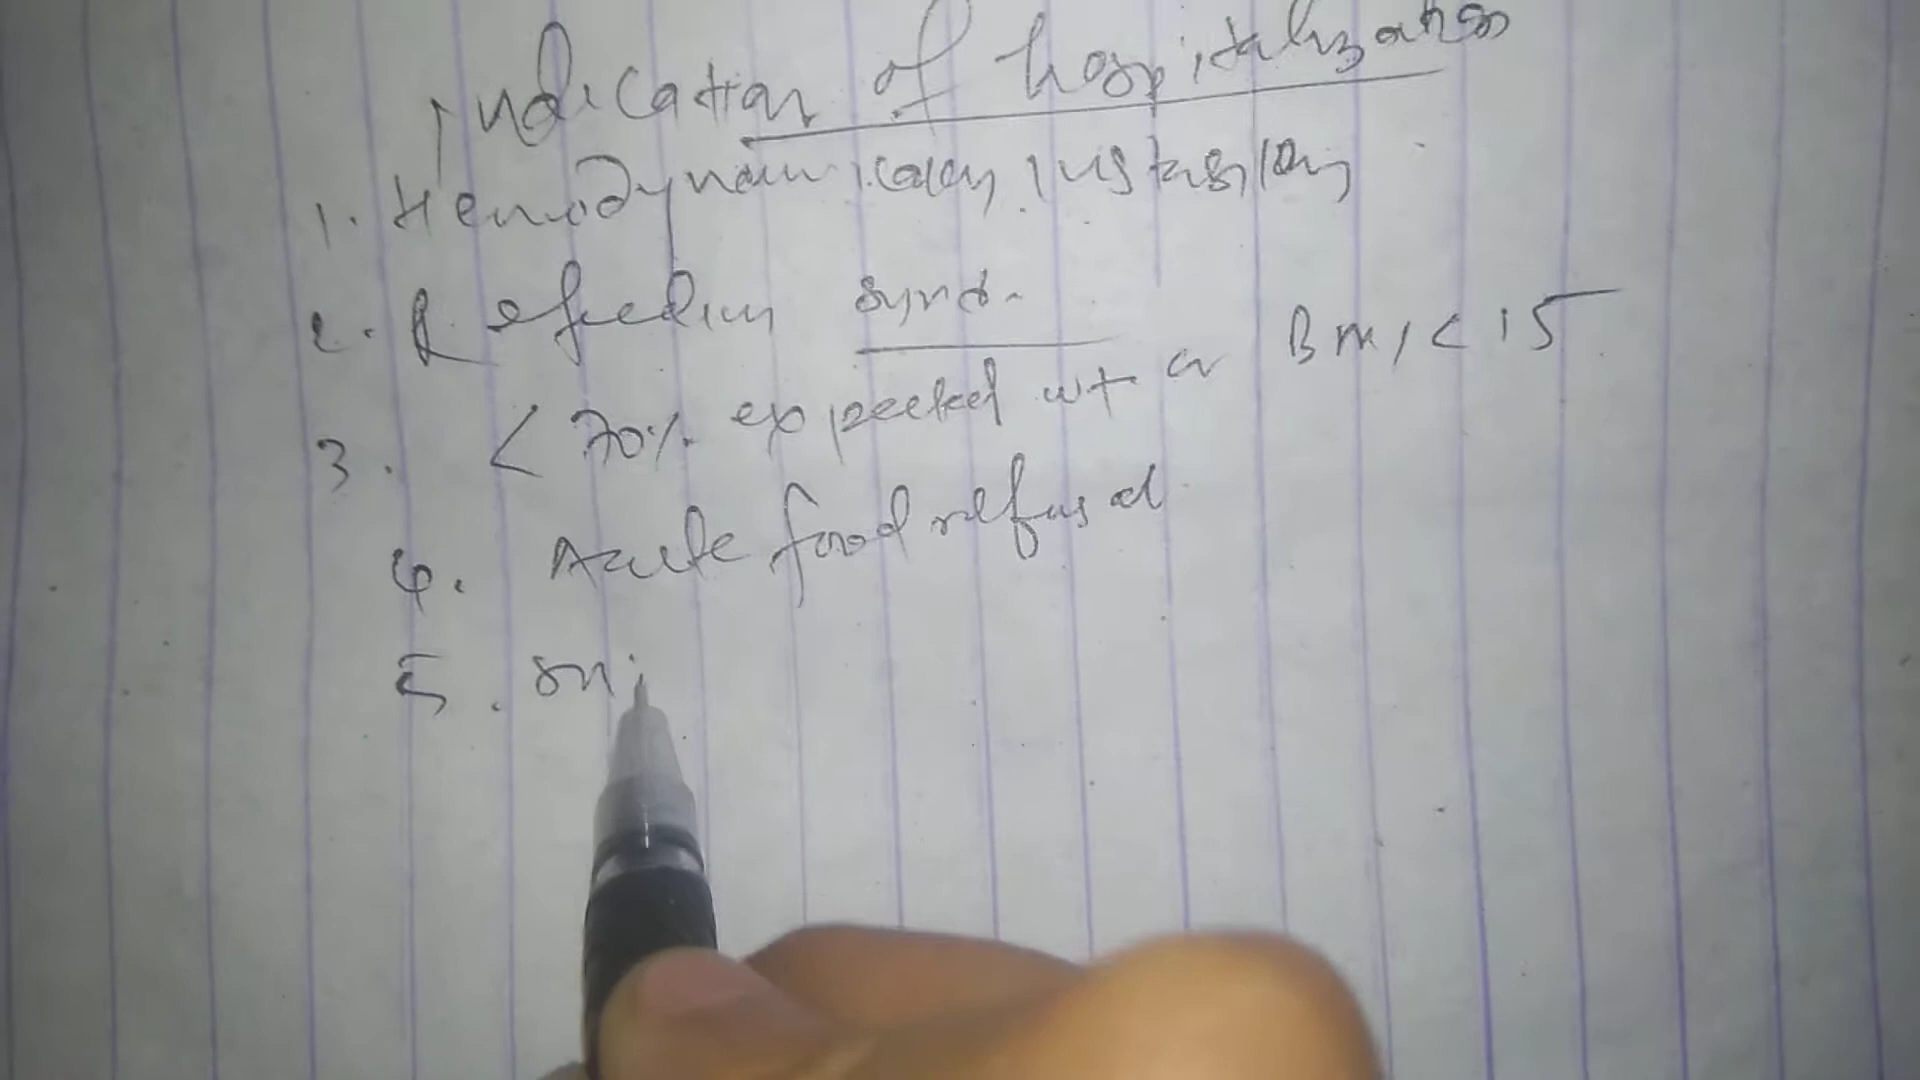 Indication of hospitalization
1. Hemodynamically instability
2. Refeeding synd.
3. < 70% expected wt or BMI < 15
4. Acute food refusal
5. Sui